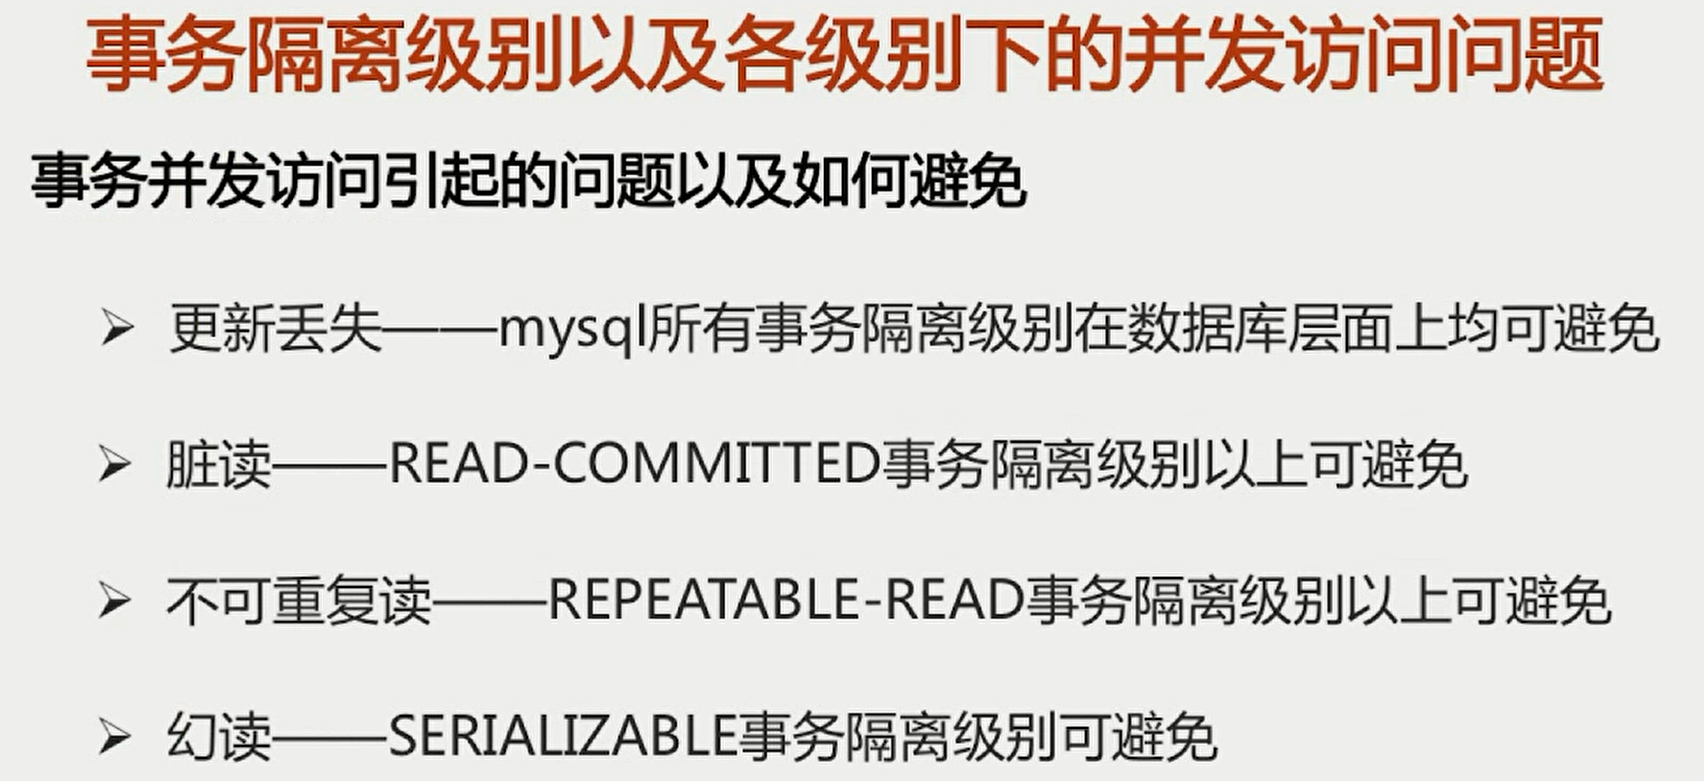 事务隔离级别以及各级别下的并发访问问题
事务并发访问引起的问题以及如何避免
更新丢失——mysql所有事务隔离级别在数据库层面上均可避免
脏读——READ-COMMITTED事务隔离级别以上可避免
不可重复读——REPEATABLE-READ事务隔离级别以上可避免
幻读——SERIALIZABLE事务隔离级别可避免